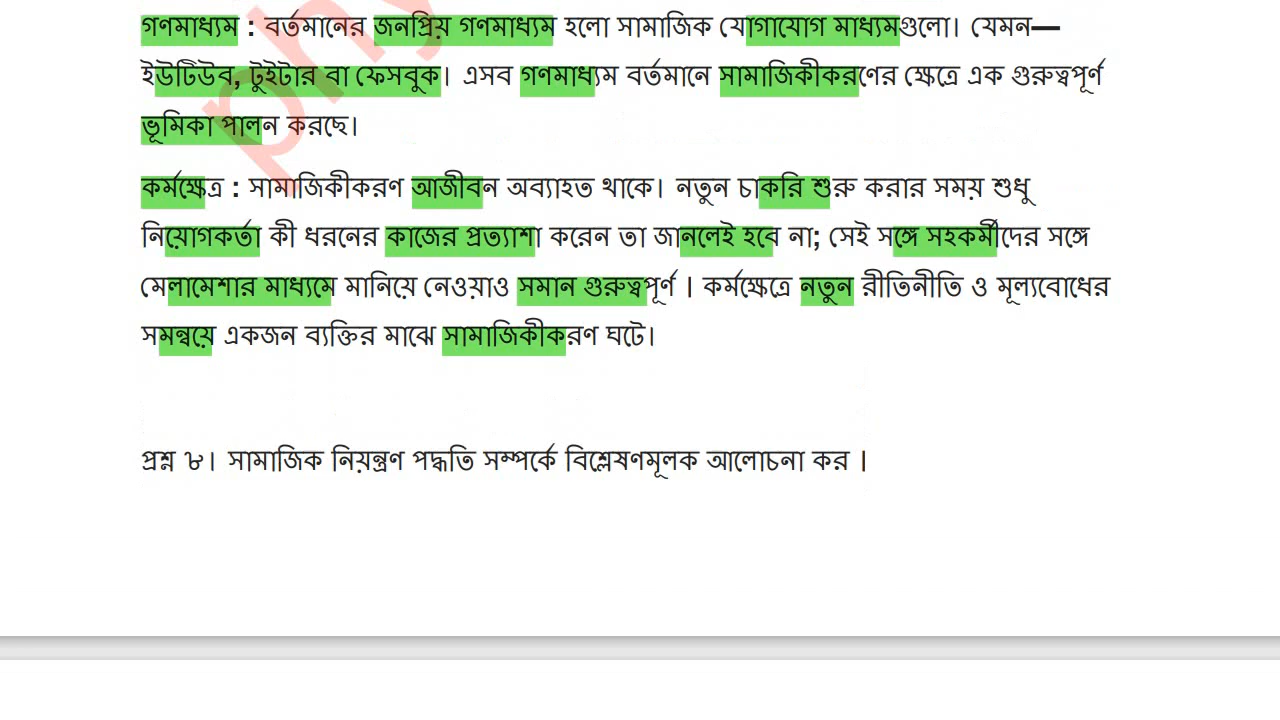 গণমাধ্যম : বর্তমানের জনপ্রিয় গণমাধ্যম হলো সামাজিক যোগাযোগ মাধ্যমগুলো। যেমন—
ইউটিউব, টুইটার বা ফেসবুক। এসব গণমাধ্যম বর্তমানে সামাজিকীকরণের ক্ষেত্রে এক গুরুত্বপূর্ণ
ভূমিকা পালন করছে।
কর্মক্ষেত্র : সামাজিকীকরণ আজীবন অব্যাহত থাকে। নতুন চাকরি শুরু করার সময় শুধু
নিয়োগকর্তা কী ধরনের কাজের প্রত্যাশা করেন তা জানলেই হবে না; সেই সঙ্গে সহকর্মীদের সঙ্গে
মেলামেশার মাধ্যমে মানিয়ে নেওয়াও সমান গুরুত্বপূর্ণ । কর্মক্ষেত্রে নতুন রীতিনীতি ও মূল্যবোধের
সমন্বয়ে একজন ব্যক্তির মাঝে সামাজিকীকরণ ঘটে।
প্রশ্ন ৮। সামাজিক নিয়ন্ত্রণ পদ্ধতি সম্পর্কে বিশ্লেষণমূলক আলোচনা কর ।